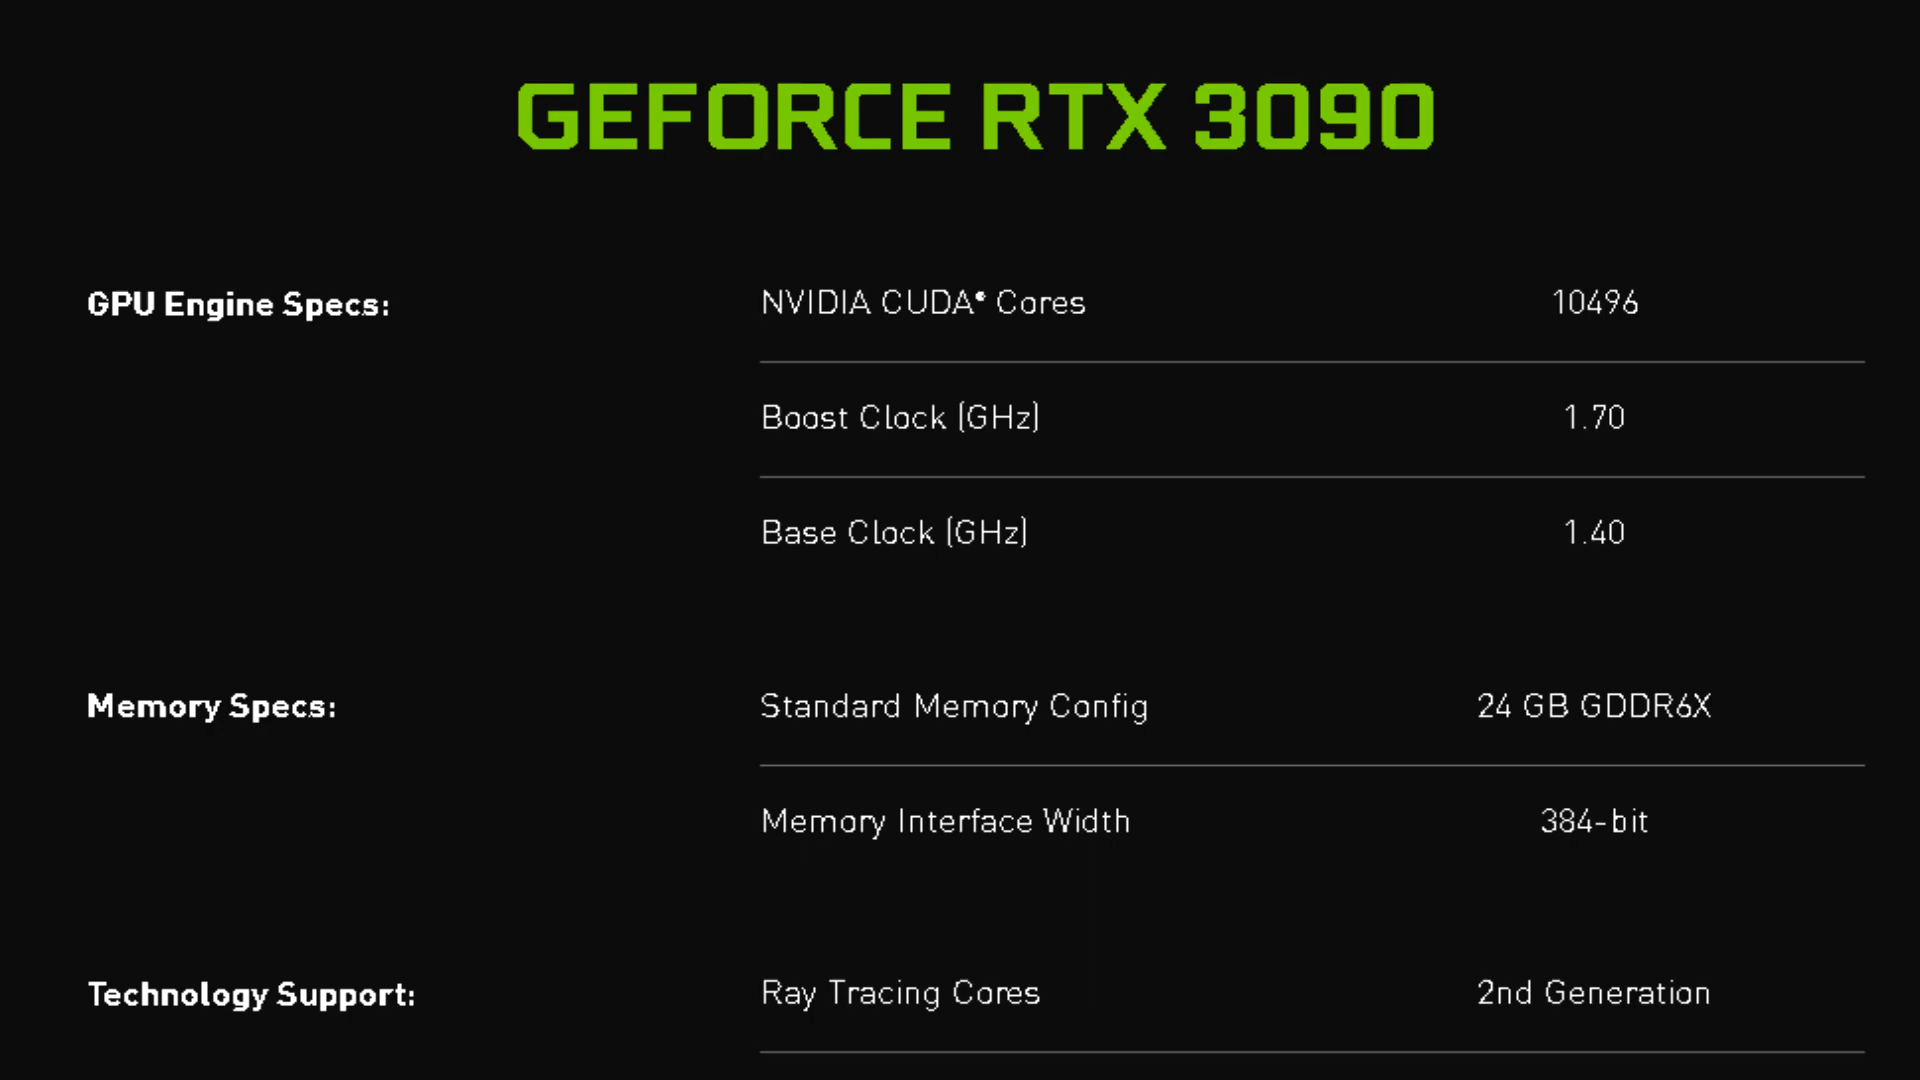 GEFORCE RTX 3090
GPU Engine Specs: NVIDIA CUDA® Cores 10496
Boost Clock (GHz) 1.70
Base Clock (GHz) 1.40
Memory Specs: Standard Memory Config 24 GB GDDR6X
Memory Interface Width 384-bit
Technology Support: Ray Tracing Cores 2nd Generation